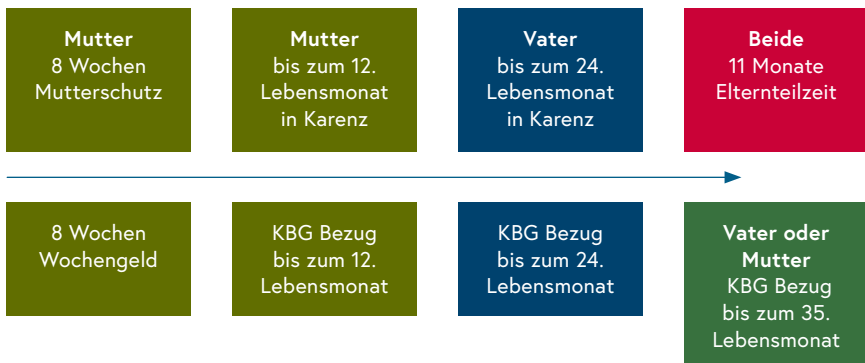 Mutter
8 Wochen
Mutterschutz
Mutter
bis zum 12.
Lebensmonat
in Karenz
Vater
bis zum 24.
Lebensmonat
in Karenz
Beide
11 Monate
Elternteilzeit
8 Wochen
Wochengeld
KBG Bezug
bis zum 12.
Lebensmonat
KBG Bezug
bis zum 24.
Lebensmonat
Vater oder
Mutter
KBG Bezug
bis zum 35.
Lebensmonat